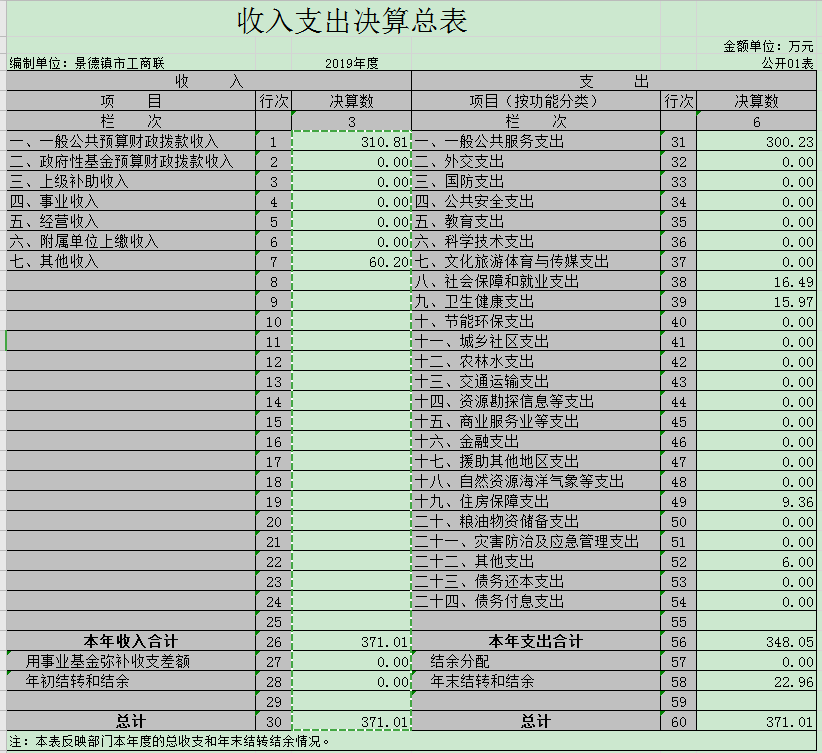 收入支出决算总表
金额单位：万元
编制单位：景德镇市工商联 2019年度 公开01表
收 入 支 出
项 目 行次 决算数 项目（按功能分类） 行次 决算数
栏 次 3 栏 次 6
一、一般公共预算财政拨款收入 1 310.81 一、一般公共服务支出 31 300.23
二、政府性基金预算财政拨款收入 2 0.00 二、外交支出 32 0.00
三、上级补助收入 3 0.00 三、国防支出 33 0.00
四、事业收入 4 0.00 四、公共安全支出 34 0.00
五、经营收入 5 0.00 五、教育支出 35 0.00
六、附属单位上缴收入 6 0.00 六、科学技术支出 36 0.00
七、其他收入 7 60.20 七、文化旅游体育与传媒支出 37 0.00
8 八、社会保障和就业支出 38 16.49
9 九、卫生健康支出 39 15.97
10 十、节能环保支出 40 0.00
11 十一、城乡社区支出 41 0.00
12 十二、农林水支出 42 0.00
13 十三、交通运输支出 43 0.00
14 十四、资源勘探信息等支出 44 0.00
15 十五、商业服务业等支出 45 0.00
16 十六、金融支出 46 0.00
17 十七、援助其他地区支出 47 0.00
18 十八、自然资源海洋气象等支出 48 0.00
19 十九、住房保障支出 49 9.36
20 二十、粮油物资储备支出 50 0.00
21 二十一、灾害防治及应急管理支出 51 0.00
22 二十二、其他支出 52 6.00
23 二十三、债务还本支出 53 0.00
24 二十四、债务付息支出 54 0.00
25 55
本年收入合计 26 371.01 本年支出合计 56 348.05
用事业基金弥补收支差额 27 0.00 结余分配 57 0.00
年初结转和结余 28 0.00 年末结转和结余 58 22.96
29 59
总计 30 371.01 总计 60 371.01
注：本表反映部门本年度的总收支和年末结转结余情况。